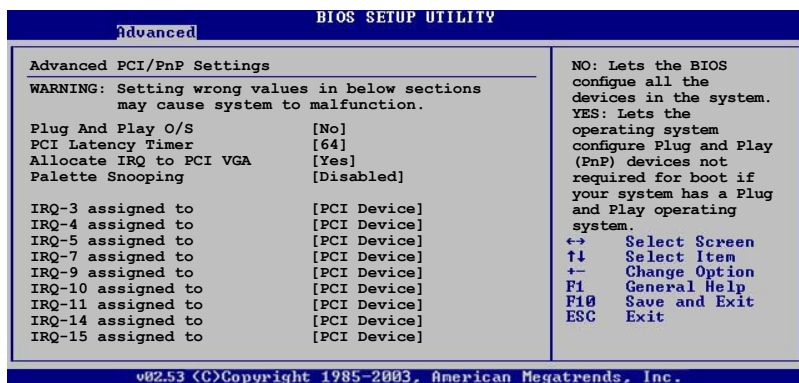 BIOS SETUP UTILITY
Advanced
Advanced PCI/PnP Settings
WARNING: Setting wrong values in below sections
may cause system to malfunction.
Plug And Play O/S [No]
PCI Latency Timer [64]
Allocate IRQ to PCI VGA [Yes]
Palette Snooping [Disabled]
IRQ-3 assigned to [PCI Device]
IRQ-4 assigned to [PCI Device]
IRQ-5 assigned to [PCI Device]
IRQ-7 assigned to [PCI Device]
IRQ-9 assigned to [PCI Device]
IRQ-10 assigned to [PCI Device]
IRQ-11 assigned to [PCI Device]
IRQ-14 assigned to [PCI Device]
IRQ-15 assigned to [PCI Device]
NO: Lets the BIOS
configue all the
devices in the system.
YES: Lets the
operating system
configure Plug and Play
(PnP) devices not
required for boot if
your system has a Plug
and Play operating
system.
←→ Select Screen
↑↓ Select Item
+- Change Option
F1 General Help
F10 Save and Exit
ESC Exit
v02.53 (C)Copyright 1985-2003, American Megatrends, Inc.